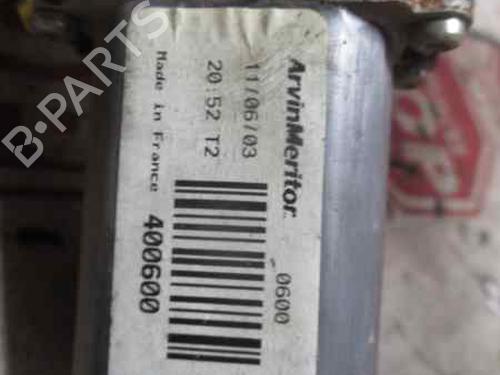 ArvinMeritor
0600
11/06/03
20:52 T2
Made in France 400600
B-PARTS